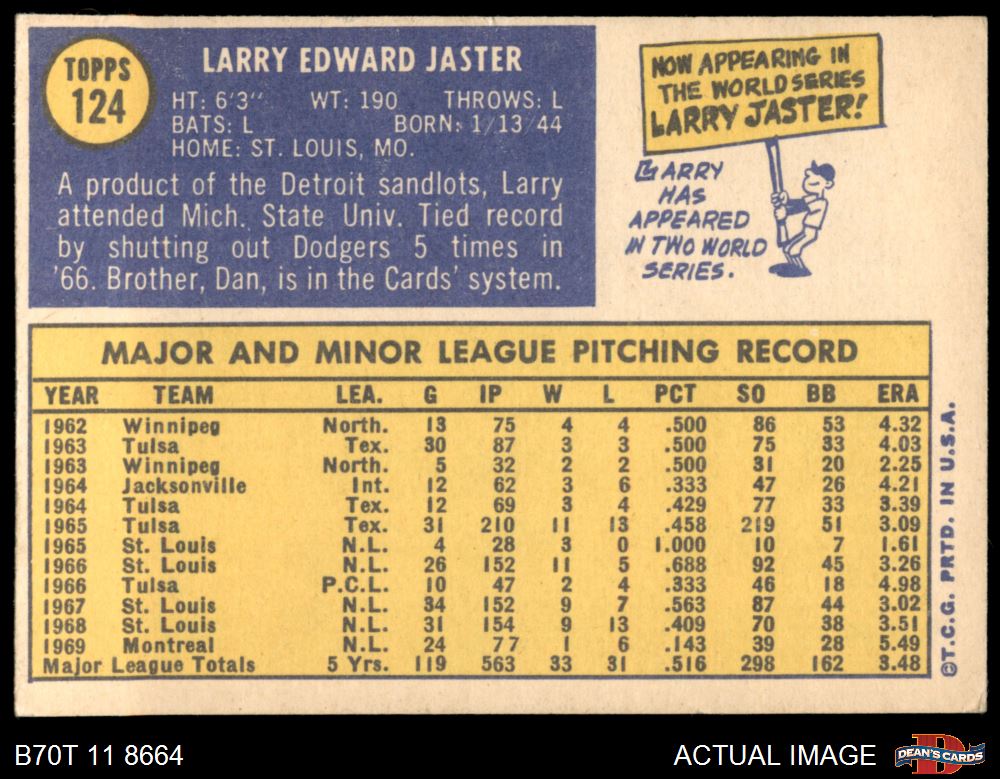 TOPPS
124
LARRY EDWARD JASTER
HT: 6'3" WT: 190 THROWS: L
BATS: L BORN: 1/13/44
HOME: ST. LOUIS, MO.
A product of the Detroit sandlots, Larry
attended Mich. State Univ. Tied record
by shutting out Dodgers 5 times in
'66. Brother, Dan, is in the Cards' system.
NOW APPEARING IN
THE WORLD SERIES
LARRY JASTER!
LARRY
HAS
APPEARED
IN TWO WORLD
SERIES.
MAJOR AND MINOR LEAGUE PITCHING RECORD
YEAR TEAM LEA. G IP W L PCT SO BB ERA
1962 Winnipeg North. 13 75 4 4 .500 86 53 4.32
1963 Tulsa Tex. 30 87 3 3 .500 75 33 4.03
1963 Winnipeg North. 5 32 2 2 .500 31 20 2.25
1964 Jacksonville Int. 12 62 3 6 .333 47 26 4.21
1964 Tulsa Tex. 12 69 3 4 .429 77 33 3.39
1965 Tulsa Tex. 31 210 11 13 .458 219 51 3.09
1965 St. Louis N.L. 4 28 3 0 1.000 10 7 1.61
1966 St. Louis N.L. 26 152 11 5 .688 92 45 3.26
1966 Tulsa P.C.L. 10 47 2 4 .333 46 18 4.98
1967 St. Louis N.L. 34 152 9 7 .563 87 44 3.02
1968 St. Louis N.L. 31 154 9 13 .409 70 38 3.51
1969 Montreal N.L. 24 77 1 6 .143 39 28 5.49
Major League Totals 5 Yrs. 119 563 33 31 .516 298 162 3.48
©T.C.G. PRTD. IN U.S.A.
B70T 11 8664
ACTUAL IMAGE
DEAN'S CARDS